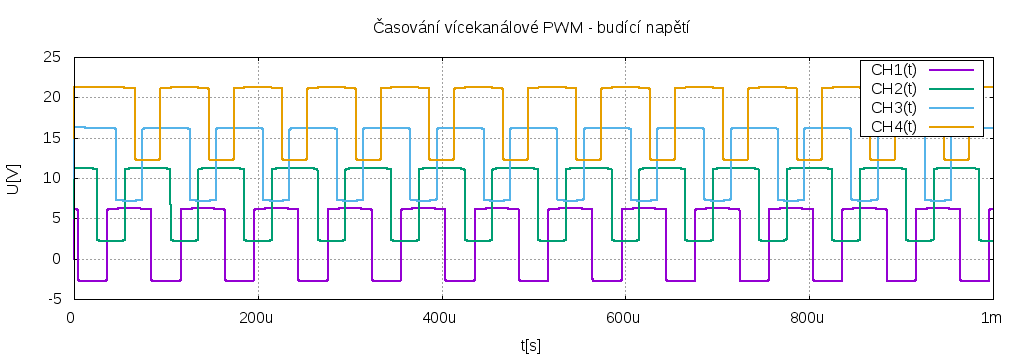 Časování vícekanálové PWM - budící napětí
CH1(t)
CH2(t)
CH3(t)
CH4(t)
U[V]
25
20
15
10
5
0
-5
0 200u 400u 600u 800u 1m
t[s]